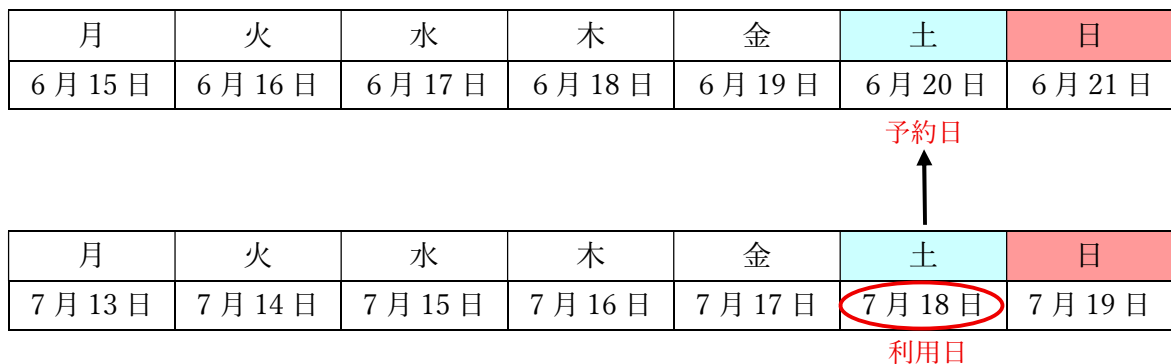 月 火 水 木 金 土 日
6月15日 6月16日 6月17日 6月18日 6月19日 6月20日 6月21日
予約日
月 火 水 木 金 土 日
7月13日 7月14日 7月15日 7月16日 7月17日 7月18日 7月19日
利用日